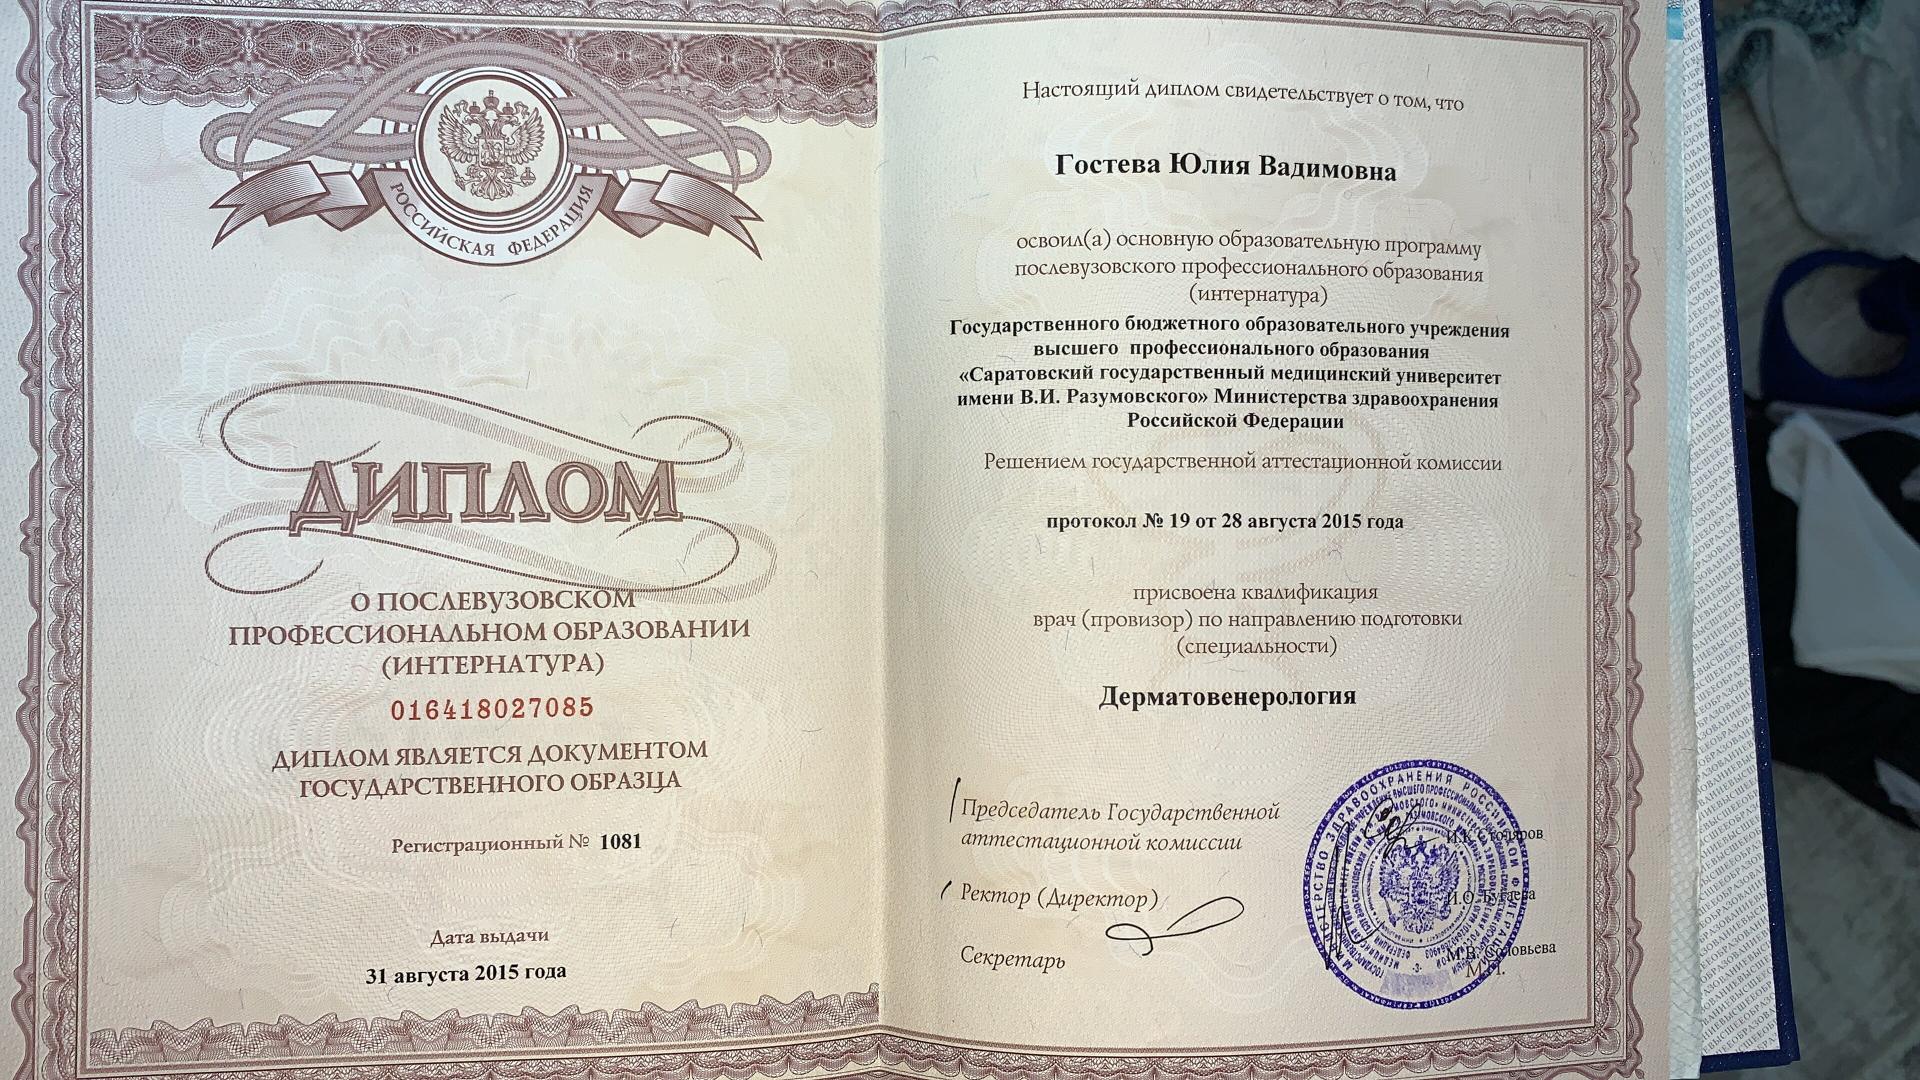 РОССИЙСКАЯ ФЕДЕРАЦИЯ
ДИПЛОМ
О ПОСЛЕВУЗОВСКОМ
ПРОФЕССИОНАЛЬНОМ ОБРАЗОВАНИИ
(ИНТЕРНАТУРА)
016418027085
ДИПЛОМ ЯВЛЯЕТСЯ ДОКУМЕНТОМ
ГОСУДАРСТВЕННОГО ОБРАЗЦА
Регистрационный № 1081
Дата выдачи
31 августа 2015 года
Настоящий диплом свидетельствует о том, что
Гостева Юлия Вадимовна
освоил(а) основную образовательную программу
послевузовского профессионального образования
(интернатура)
Государственного бюджетного образовательного учреждения
высшего профессионального образования
«Саратовский государственный медицинский университет
имени В.И. Разумовского» Министерства здравоохранения
Российской Федерации
Решением государственной аттестационной комиссии
протокол № 19 от 28 августа 2015 года
присвоена квалификация
врач (провизор) по направлению подготовки
(специальности)
Дерматовенерология
Председатель Государственной
аттестационной комиссии
И.К. Столяров
Ректор (Директор)
И.О. Бугаева
Секретарь
М.В. Соловьева
М.П.